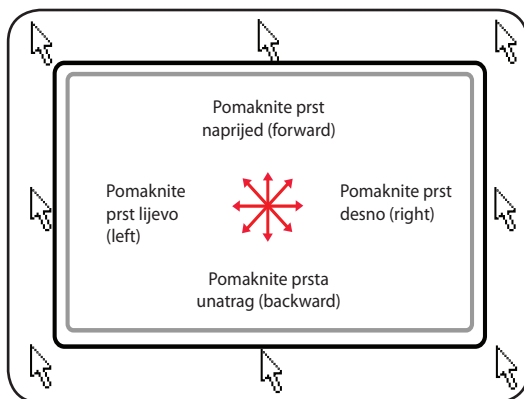 Pomaknite prst
naprijed (forward)
Pomaknite
prst lijevo
(left)
Pomaknite prst
desno (right)
Pomaknite prsta
unatrag (backward)